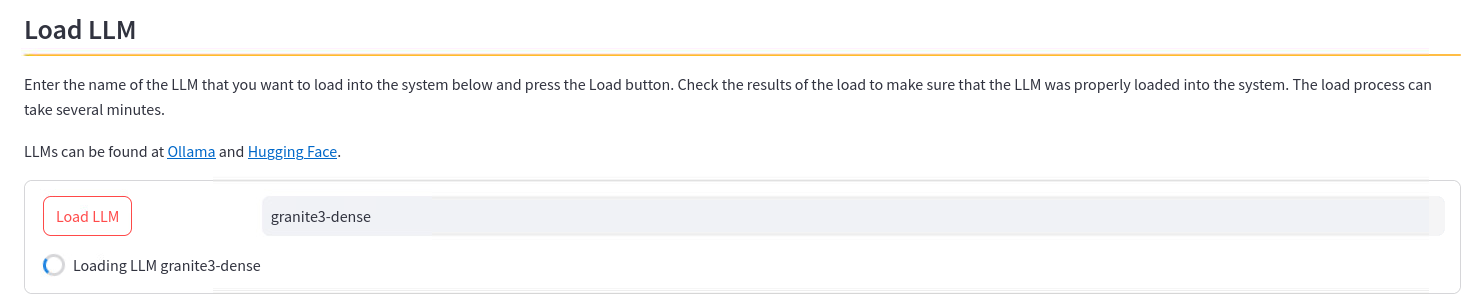 Load LLM
Enter the name of the LLM that you want to load into the system below and press the Load button. Check the results of the load to make sure that the LLM was properly loaded into the system. The load process can
take several minutes.
LLMs can be found at Ollama and Hugging Face.
Load LLM granite3-dense
Loading LLM granite3-dense